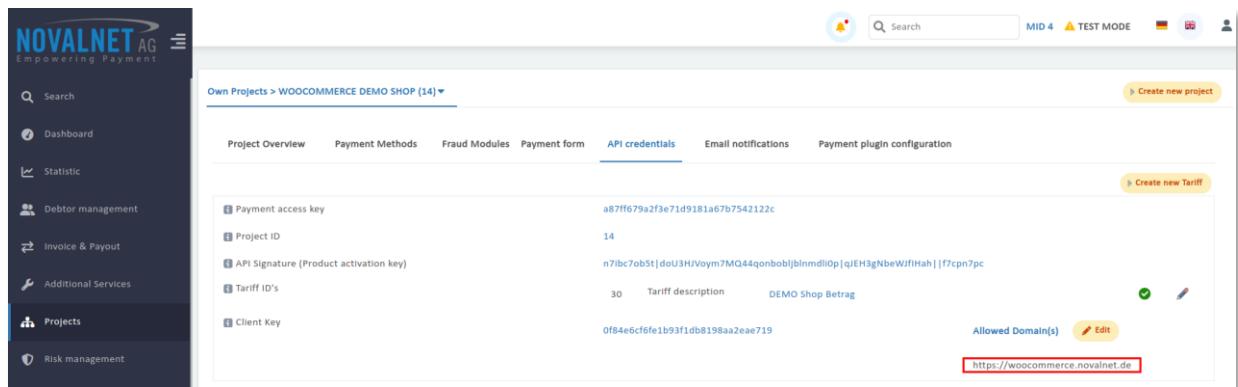 NOVALNET AG
Empowering Payment
Search
MID 4
TEST MODE
Search
Dashboard
Statistic
Debtor management
Invoice & Payout
Additional Services
Projects
Risk management
Own Projects > WOOCOMMERCE DEMO SHOP (14)
Create new project
Project Overview
Payment Methods
Fraud Modules
Payment form
API credentials
Email notifications
Payment plugin configuration
Create new Tariff
Payment access key
a87ff679a2f3e71d9181a67b7542122c
Project ID
14
API Signature (Product activation key)
n7ibc7ob5t|doU3HJVoym7MQ44qonbobljblnmdli0p|qJEH3gNbeWJfIHah||f7cpn7pc
Tariff ID's
30
Tariff description
DEMO Shop Betrag
Client Key
0f84e6cf6fe1b93f1db8198aa2eae719
Allowed Domain(s)
Edit
https://woocommerce.novalnet.de